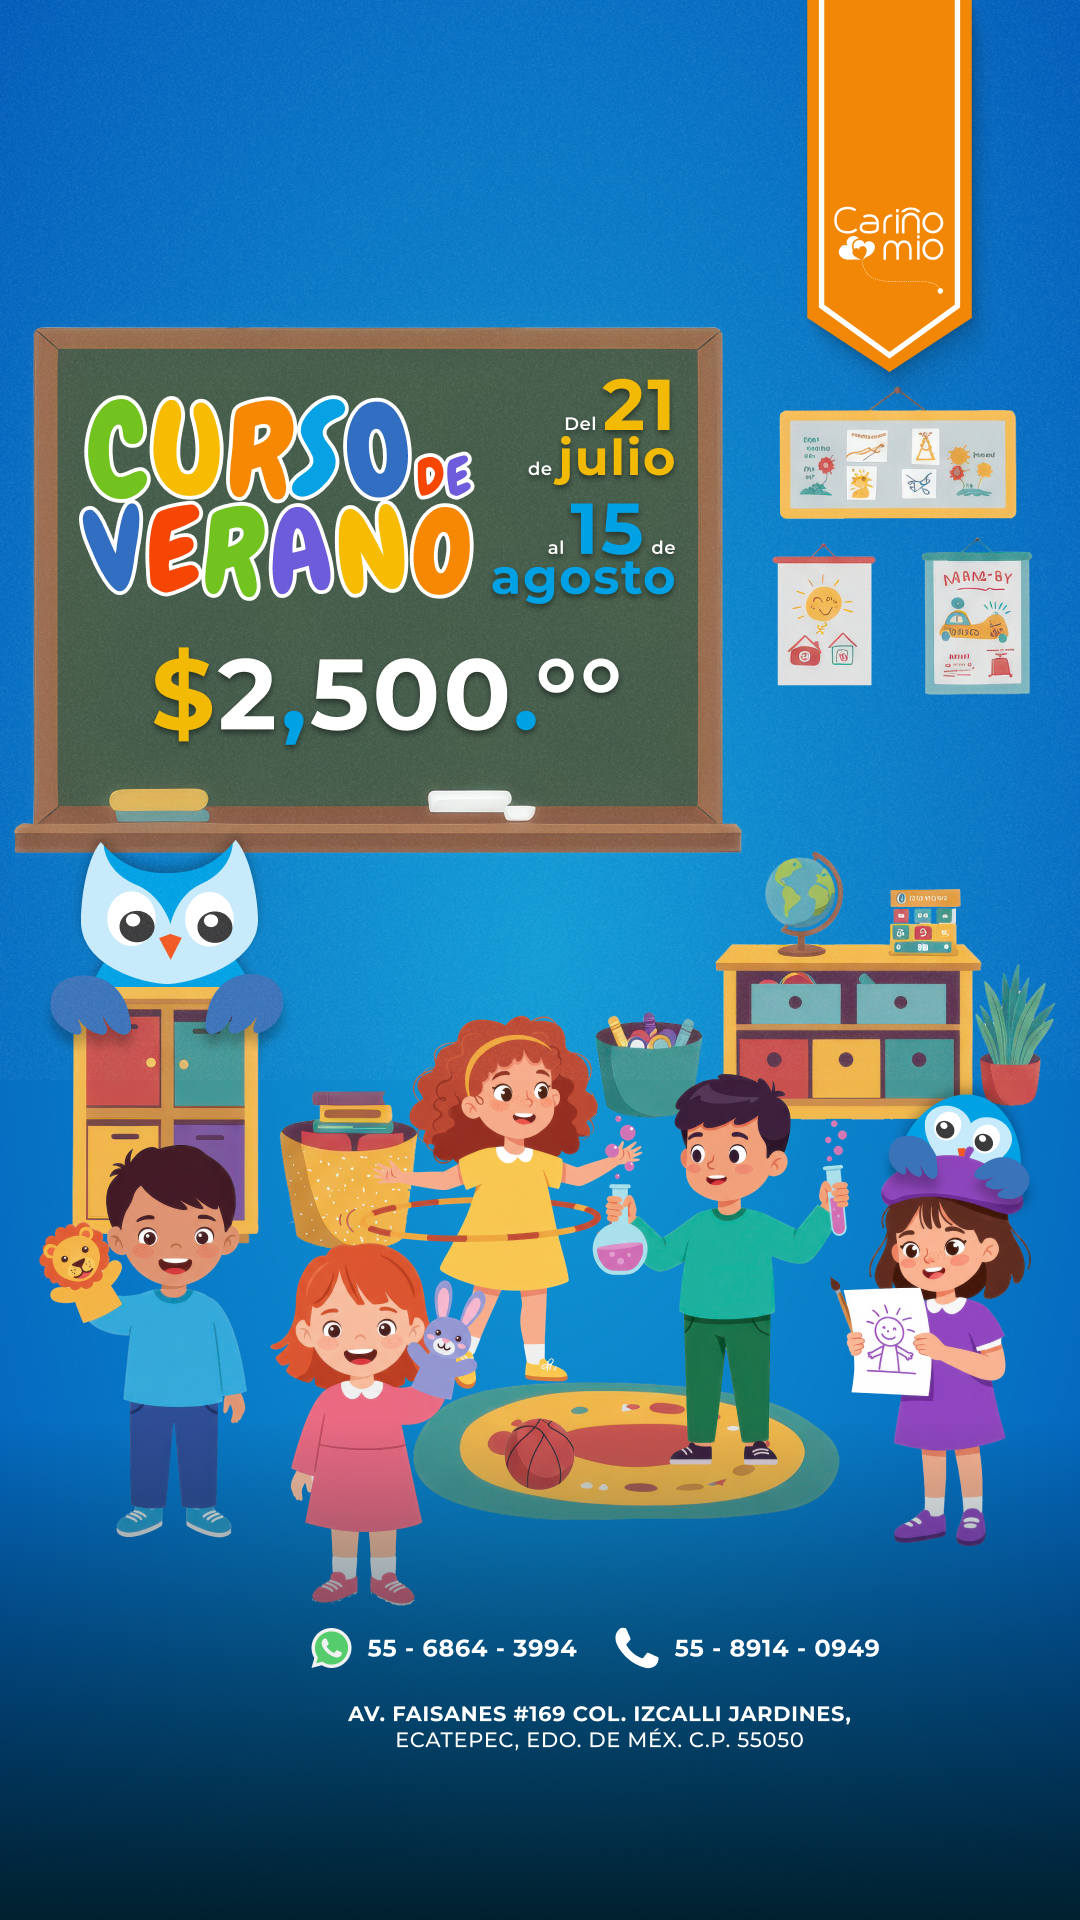 Cariño
mio
CURSO DE
VERANO
Del 21
de julio
al 15 de
agosto
$2,500.°°
MAM-BY
55 - 6864 - 3994
55 - 8914 - 0949
AV. FAISANES #169 COL. IZCALLI JARDINES,
ECATEPEC, EDO. DE MÉX. C.P. 55050